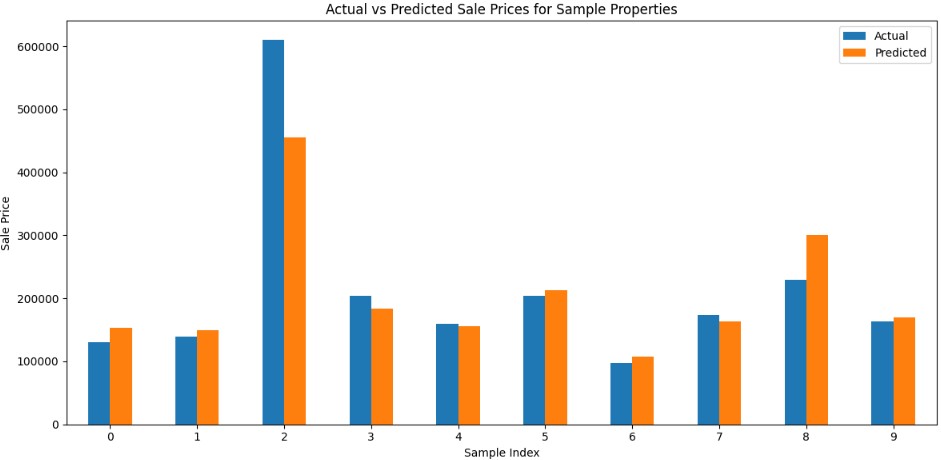 Actual vs Predicted Sale Prices for Sample Properties
Actual
Predicted
600000
500000
400000
300000
200000
100000
0
Sale Price
0 1 2 3 4 5 6 7 8 9
Sample Index